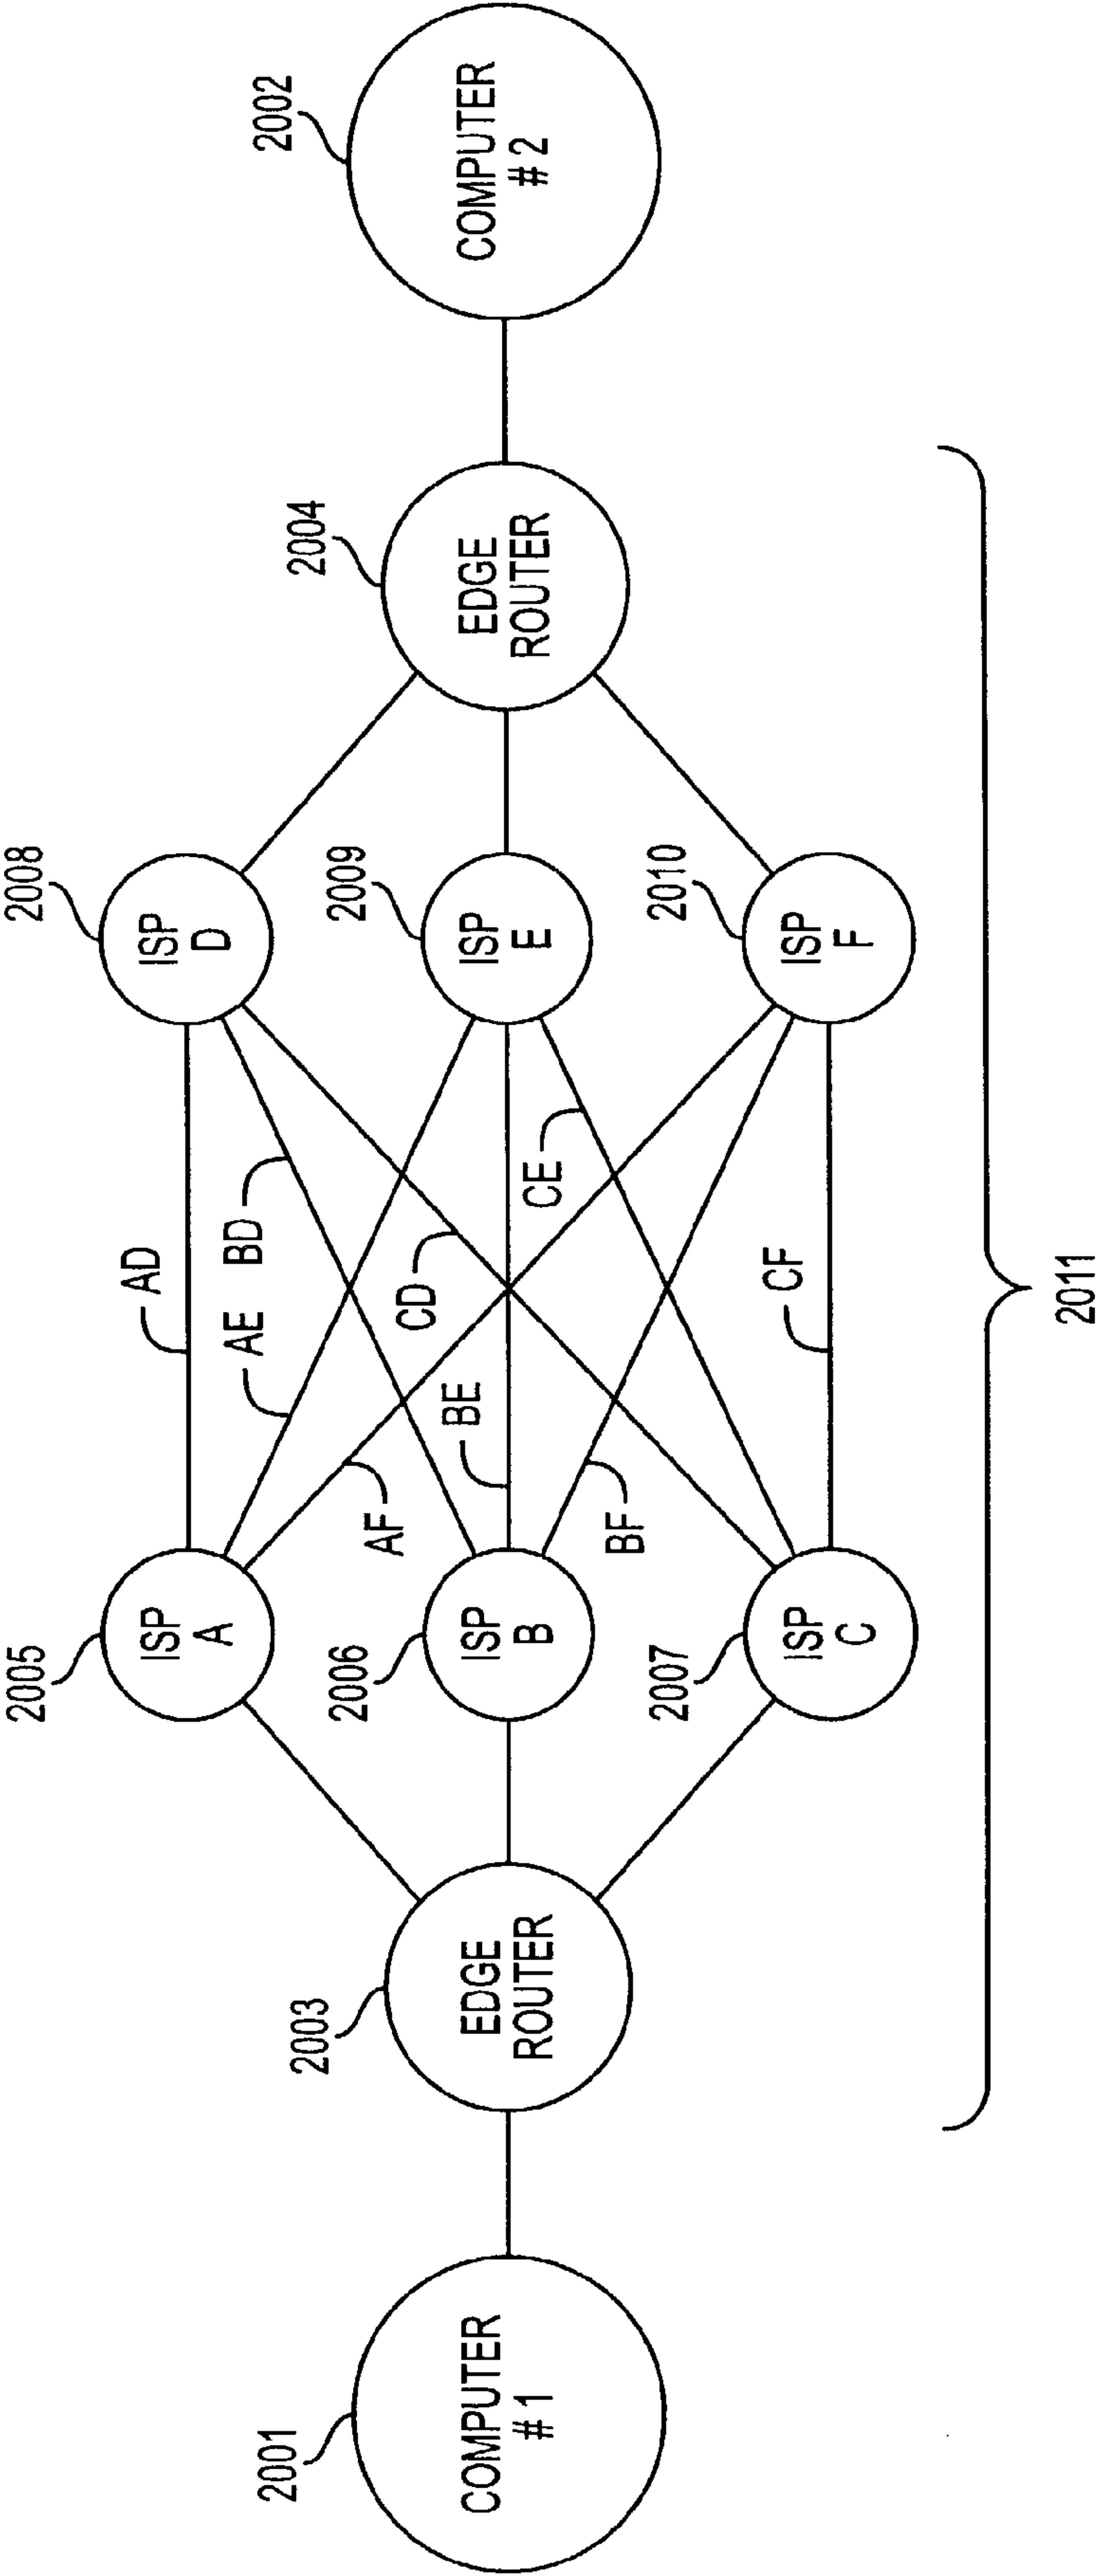 2001
COMPUTER
#1
2003
EDGE
ROUTER
2005
ISP
A
2006
ISP
B
2007
ISP
C
AD
AE
BD
AF
CD
BE
CE
BF
CF
2008
ISP
D
2009
ISP
E
2010
ISP
F
2004
EDGE
ROUTER
2002
COMPUTER
#2
2011